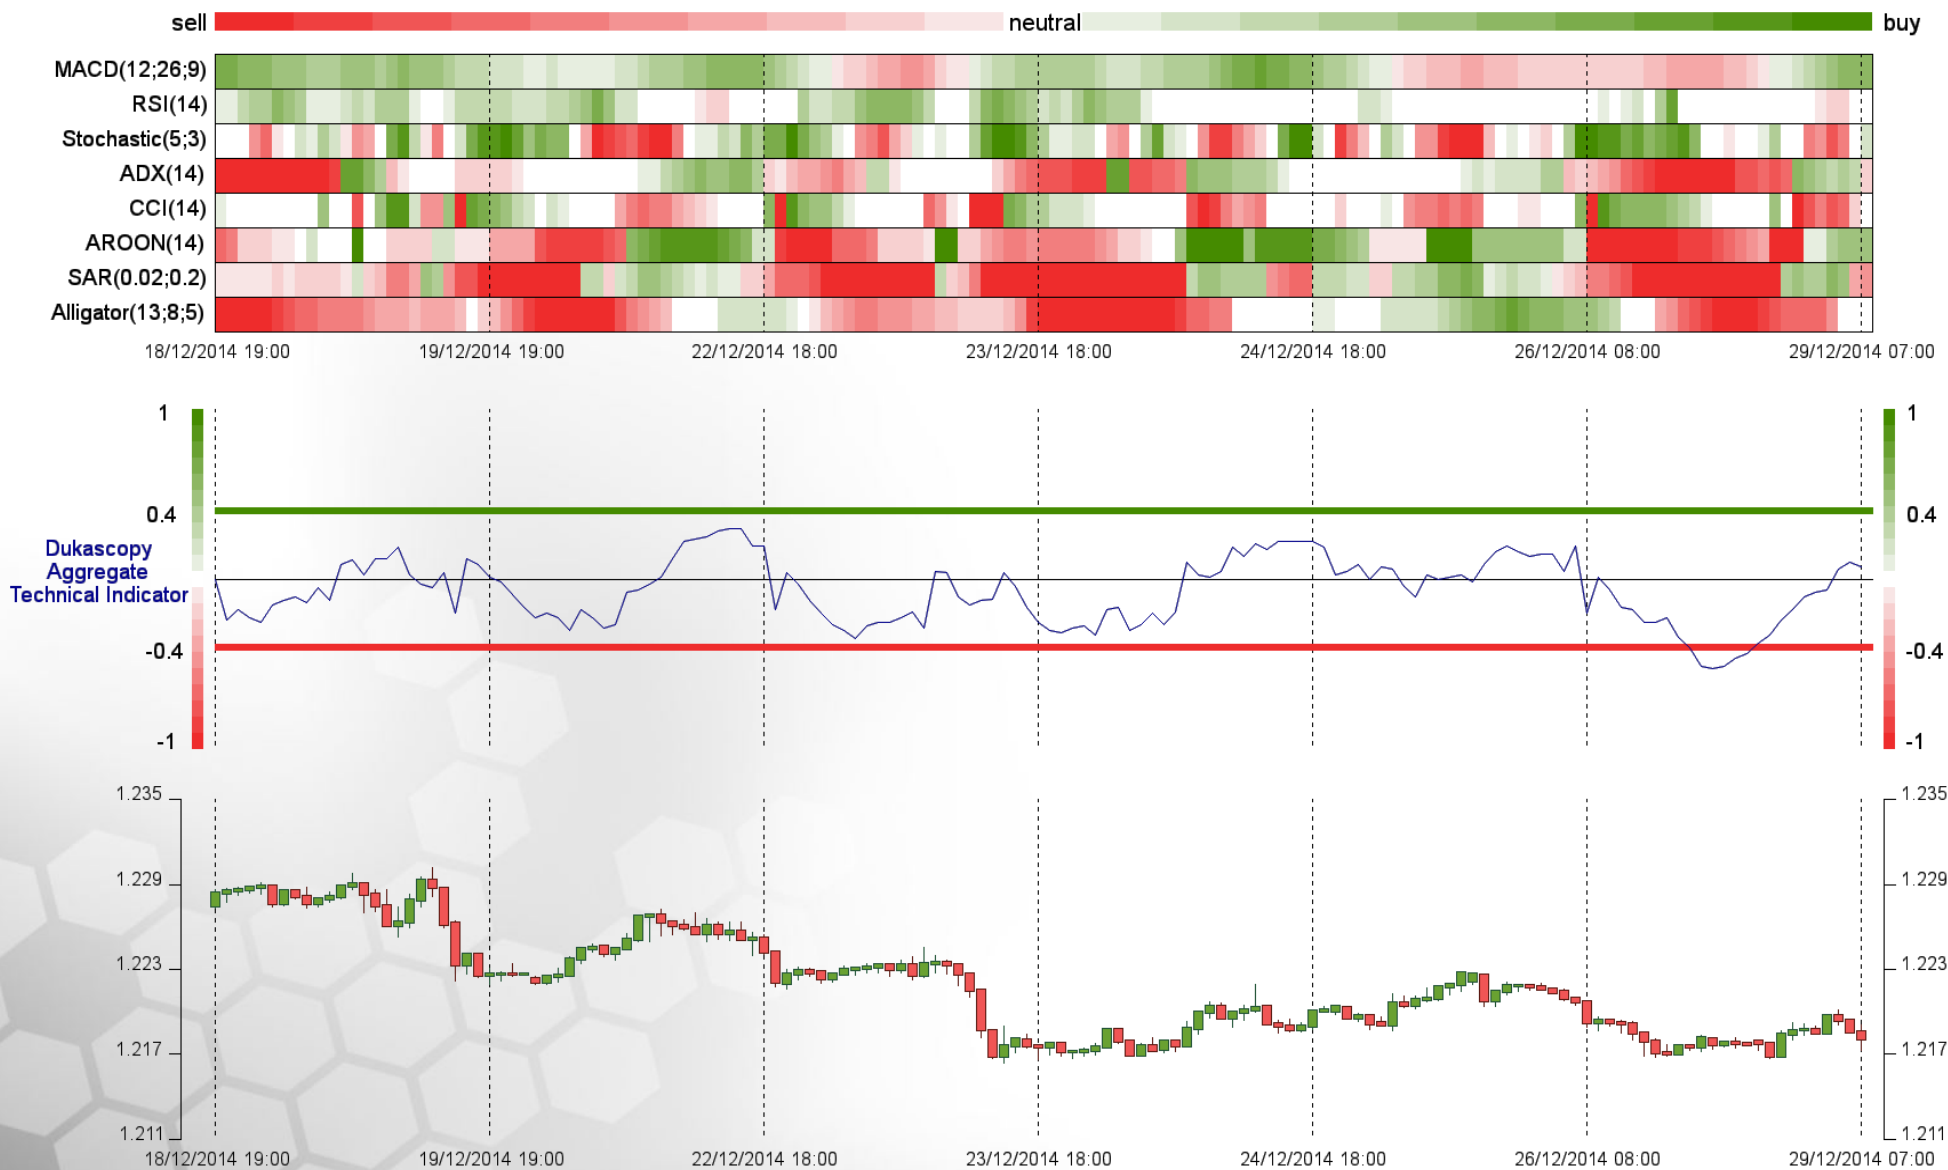 sell neutral buy
MACD(12;26;9)
RSI(14)
Stochastic(5;3)
ADX(14)
CCI(14)
AROON(14)
SAR(0.02;0.2)
Alligator(13;8;5)
18/12/2014 19:00 19/12/2014 19:00 22/12/2014 18:00 23/12/2014 18:00 24/12/2014 18:00 26/12/2014 08:00 29/12/2014 07:00
1 1
0.4 0.4
Dukascopy
Aggregate
Technical Indicator
-0.4 -0.4
-1 -1
1.235 1.235
1.229 1.229
1.223 1.223
1.217 1.217
1.211 1.211
18/12/2014 19:00 19/12/2014 19:00 22/12/2014 18:00 23/12/2014 18:00 24/12/2014 18:00 26/12/2014 08:00 29/12/2014 07:00